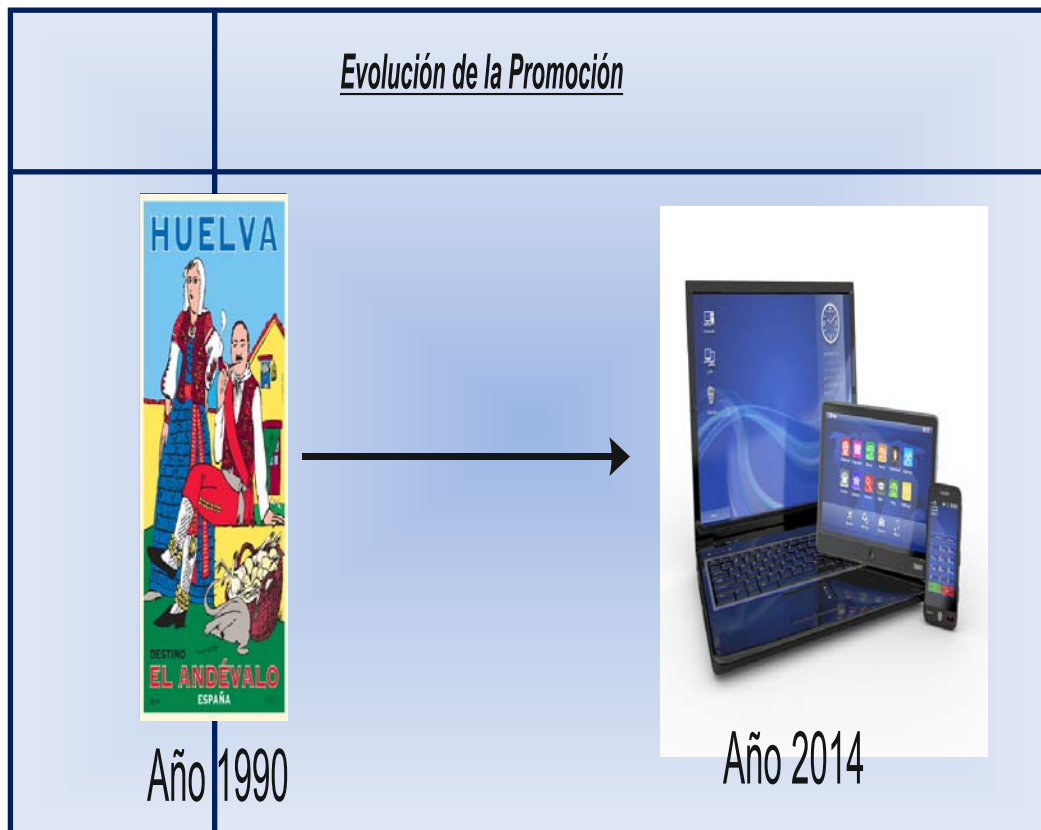 Evolución de la Promoción
HUELVA
DESTINO
EL ANDÉVALO
ESPAÑA
Año 1990
Año 2014